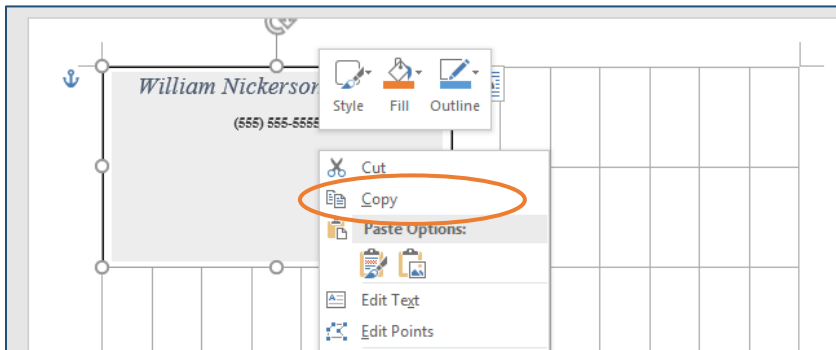 William Nickerson
(555) 555-5555
Style Fill Outline
Cut
Copy
Paste Options:
Edit Text
Edit Points